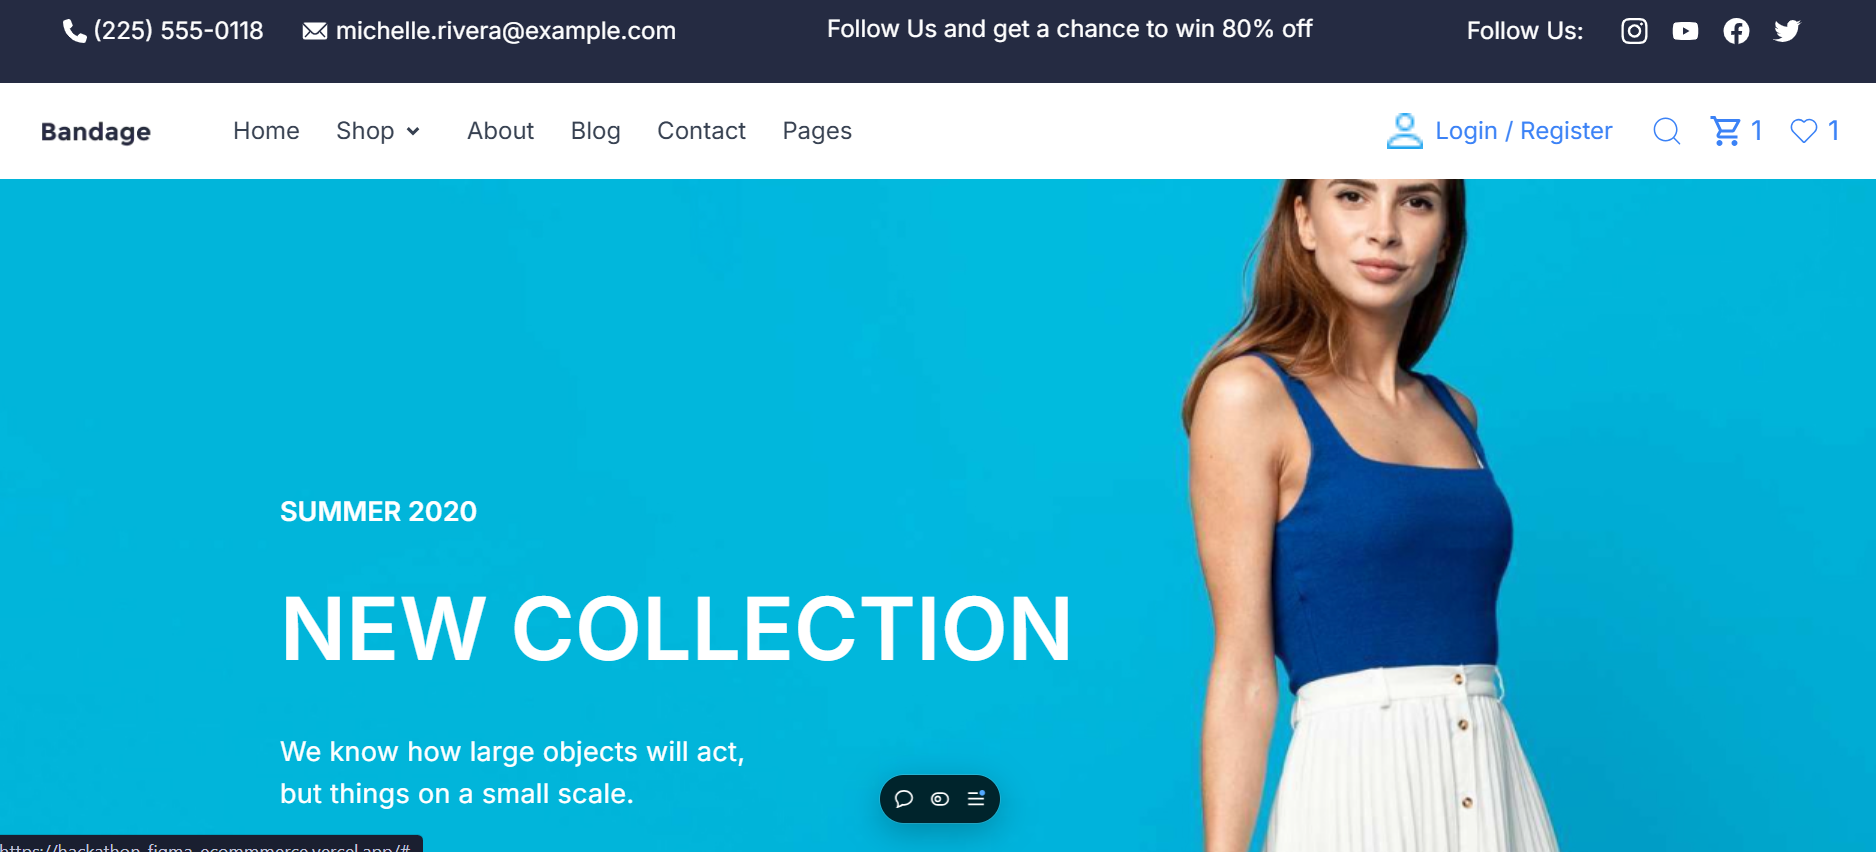 (225) 555-0118 michelle.rivera@example.com Follow Us and get a chance to win 80% off Follow Us:
Bandage Home Shop About Blog Contact Pages Login / Register 1 1
SUMMER 2020
NEW COLLECTION
We know how large objects will act,
but things on a small scale.
https://hackathon-figma-ecommmerce.vercel.app/#